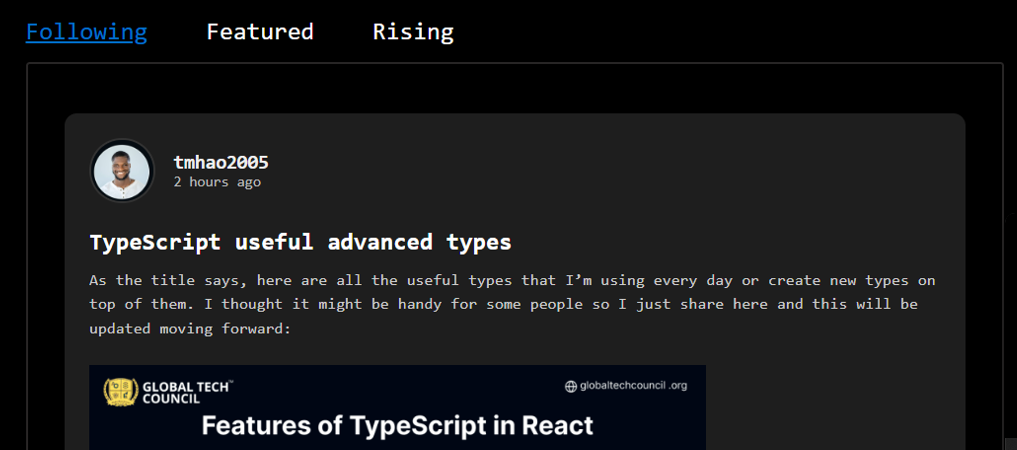 Following Featured Rising
tmhao2005
2 hours ago
TypeScript useful advanced types
As the title says, here are all the useful types that I’m using every day or create new types on
top of them. I thought it might be handy for some people so I just share here and this will be
updated moving forward:
GLOBAL TECH™
COUNCIL
globaltechcouncil .org
Features of TypeScript in React